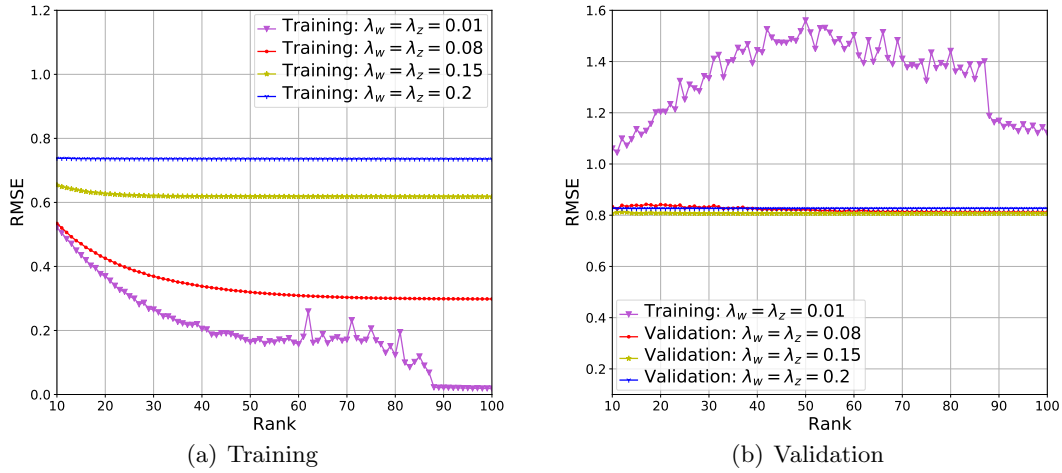 1.2
1.0
0.8
0.6
0.4
0.2
0.0
RMSE
10 20 30 40 50 60 70 80 90 100
Rank
Training: λw = λz = 0.01
Training: λw = λz = 0.08
Training: λw = λz = 0.15
Training: λw = λz = 0.2
(a) Training
1.6
1.4
1.2
1.0
0.8
0.6
0.4
0.2
RMSE
10 20 30 40 50 60 70 80 90 100
Rank
Training: λw = λz = 0.01
Validation: λw = λz = 0.08
Validation: λw = λz = 0.15
Validation: λw = λz = 0.2
(b) Validation